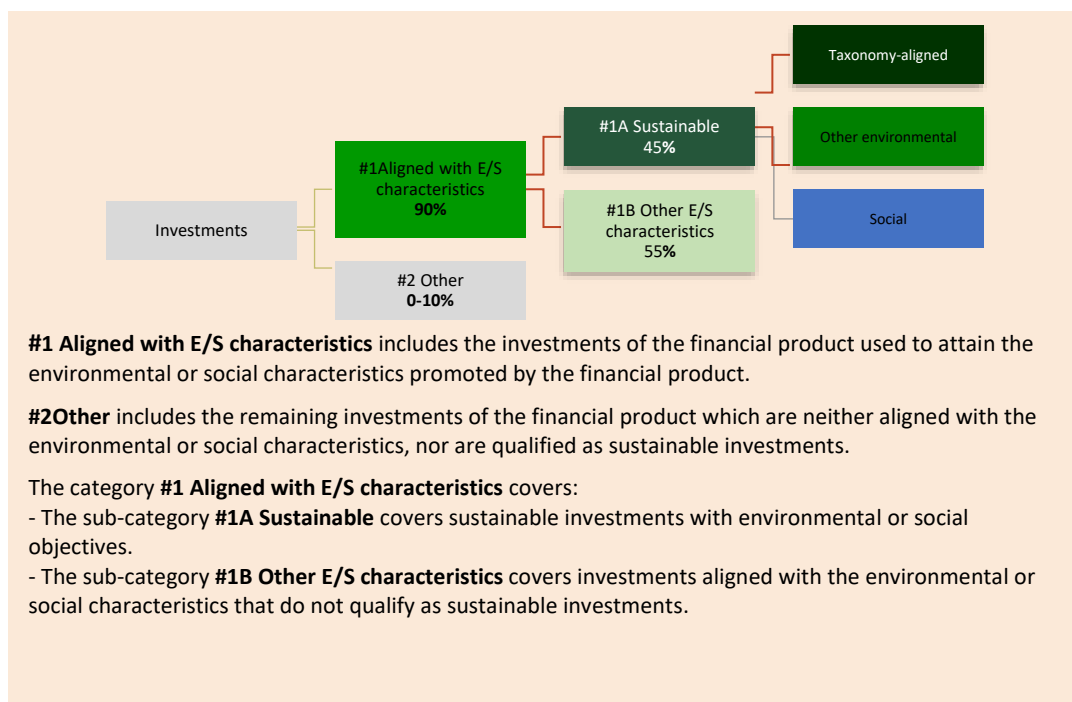 Taxonomy-aligned
#1A Sustainable
45%
Other environmental
#1Aligned with E/S
characteristics
90%
#1B Other E/S
characteristics
55%
Social
Investments
#2 Other
0-10%
#1 Aligned with E/S characteristics includes the investments of the financial product used to attain the
environmental or social characteristics promoted by the financial product.
#2Other includes the remaining investments of the financial product which are neither aligned with the
environmental or social characteristics, nor are qualified as sustainable investments.
The category #1 Aligned with E/S characteristics covers:
- The sub-category #1A Sustainable covers sustainable investments with environmental or social
objectives.
- The sub-category #1B Other E/S characteristics covers investments aligned with the environmental or
social characteristics that do not qualify as sustainable investments.